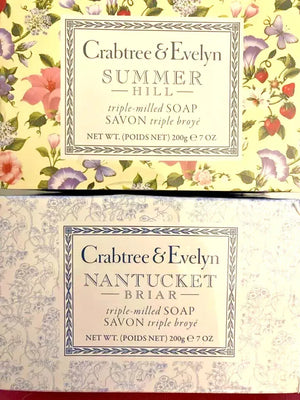 Crabtree & Evelyn
SUMMER
HILL
triple-milled SOAP
SAVON triple broyé
NET WT. (POIDS NET) 200g ℮ 7 OZ
Crabtree & Evelyn
NANTUCKET
BRIAR
triple-milled SOAP
SAVON triple broyé
NET WT. (POIDS NET) 200g ℮ 7 OZ